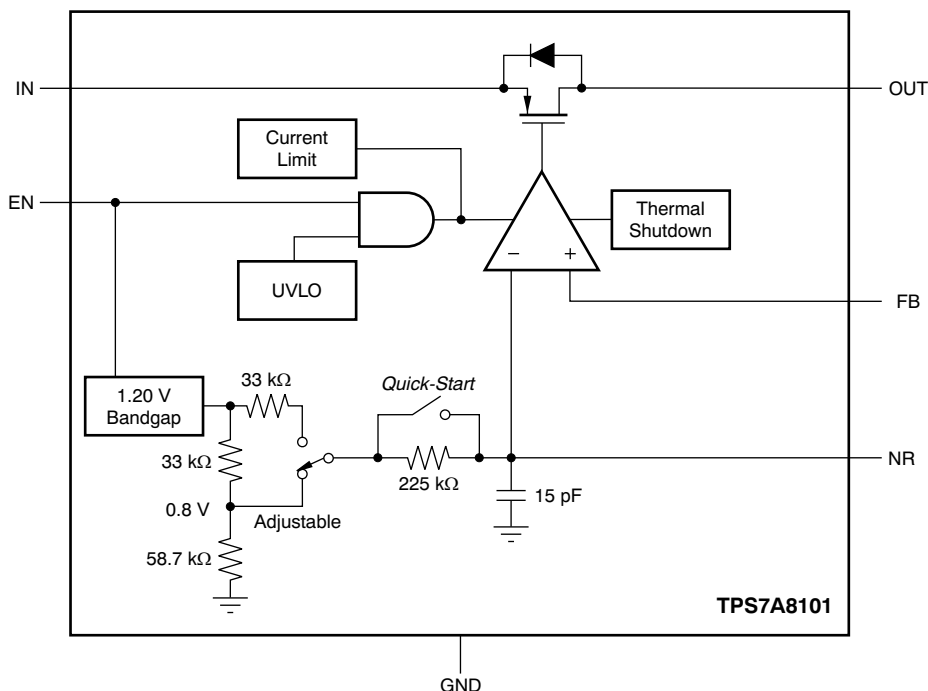 IN
OUT
Current
Limit
EN
Thermal
Shutdown
−
+
UVLO
FB
1.20 V
Bandgap
33 kΩ
Quick-Start
33 kΩ
225 kΩ
NR
15 pF
0.8 V
Adjustable
58.7 kΩ
TPS7A8101
GND